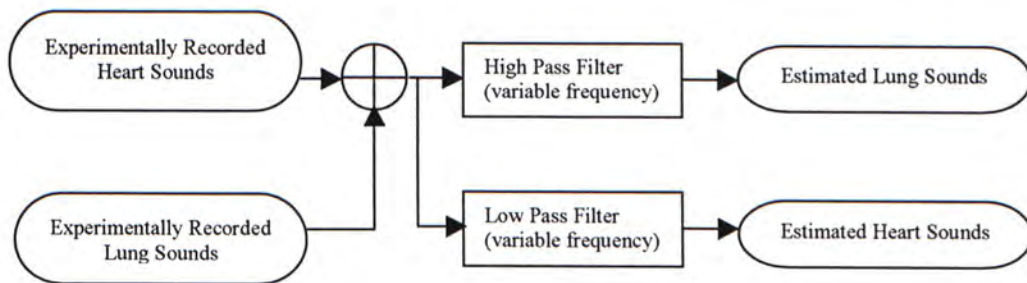 Experimentally Recorded
Heart Sounds
High Pass Filter
(variable frequency)
Estimated Lung Sounds
Experimentally Recorded
Lung Sounds
Low Pass Filter
(variable frequency)
Estimated Heart Sounds